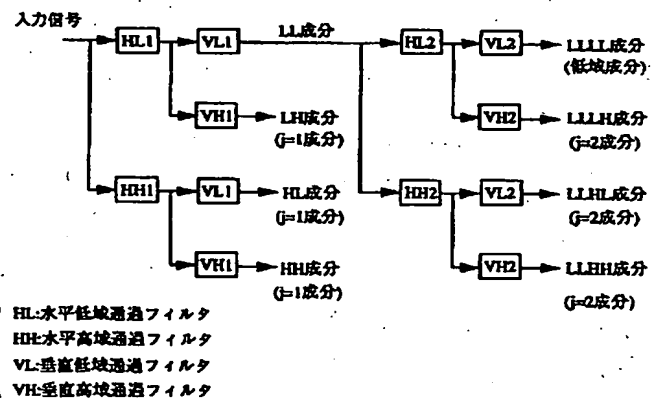 入力信号
HL1
VL1
LL成分
HL2
VL2
LLLL成分
(低域成分)
VH1
LH成分
(j=1成分)
VH2
LLLH成分
(j=2成分)
HH1
VL1
HL成分
(j=1成分)
HH2
VL2
LLHL成分
(j=2成分)
VH1
HH成分
(j=1成分)
VH2
LLHH成分
(j=2成分)
HL:水平低域通過フィルタ
HH:水平高域通過フィルタ
VL:垂直低域通過フィルタ
VH:垂直高域通過フィルタ